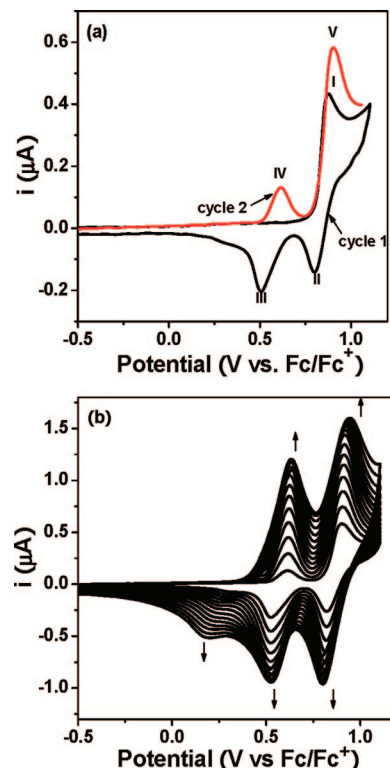 (a)
V
I
0.6
0.4
0.2
0.0
-0.2
i (μA)
IV
cycle 2
cycle 1
III
II
-0.5 0.0 0.5 1.0
Potential (V vs. Fc/Fc+)
(b)
1.5
1.0
0.5
0.0
-0.5
-1.0
i (μA)
-0.5 0.0 0.5 1.0
Potential (V vs Fc/Fc+)